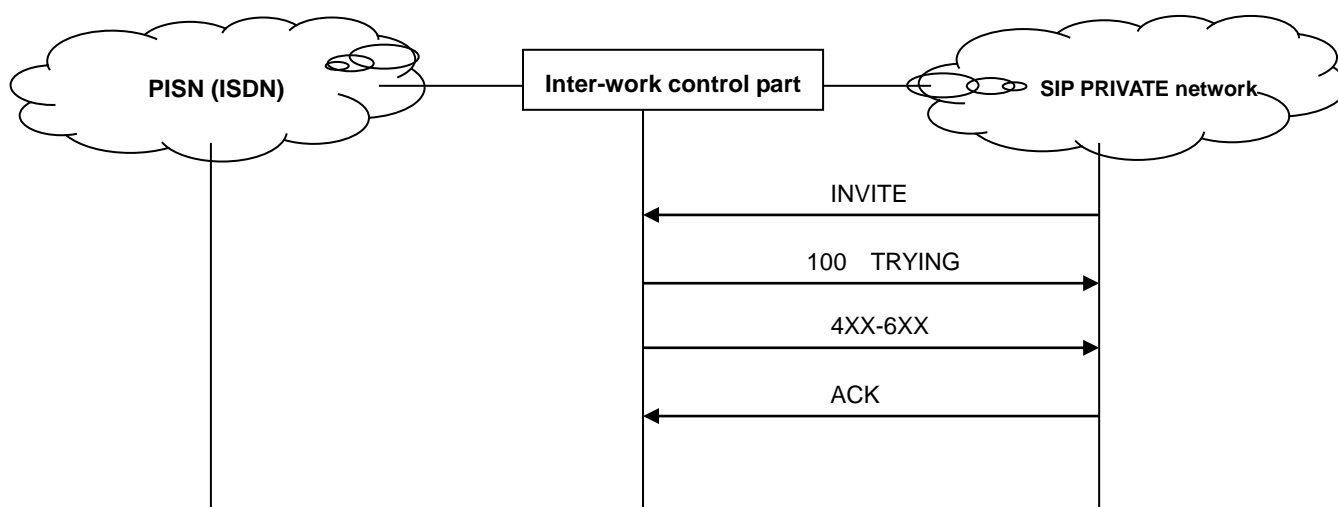 PISN (ISDN)
Inter-work control part
SIP PRIVATE network
INVITE
100 TRYING
4XX-6XX
ACK